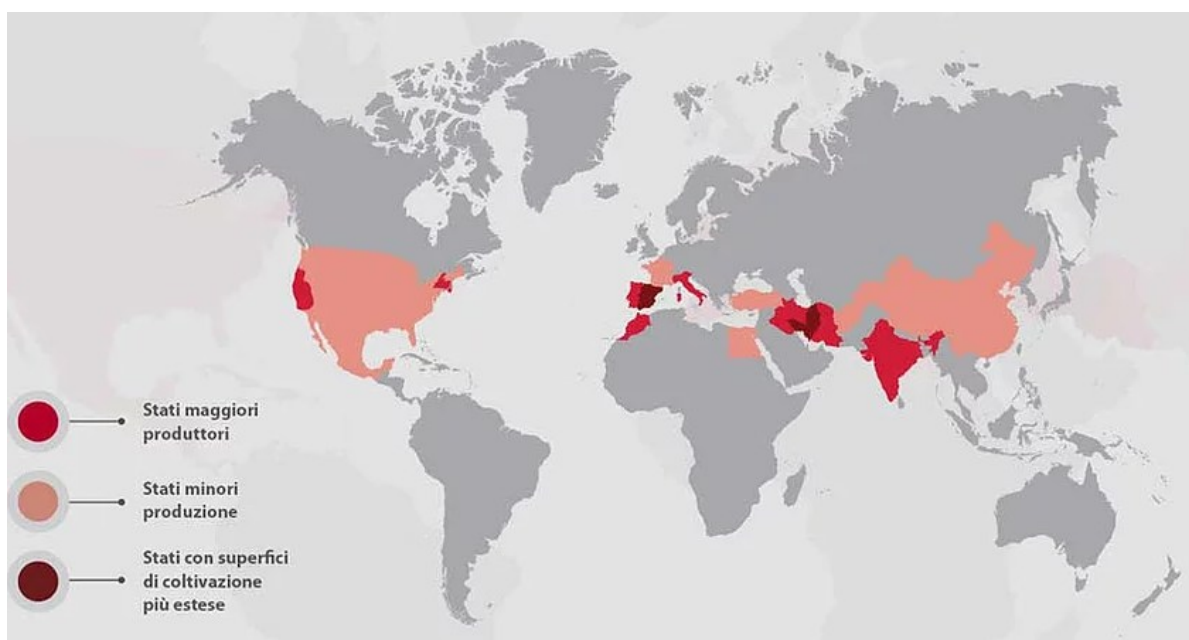 Stati maggiori
produttori
Stati minori
produzione
Stati con superfici
di coltivazione
più estese